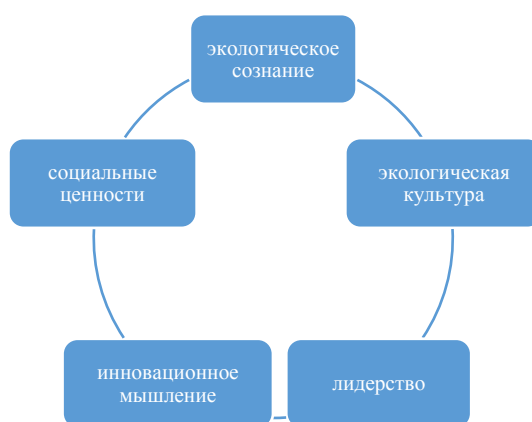 экологическое
сознание
социальные
ценности
экологическая
культура
инновационное
мышление
лидерство